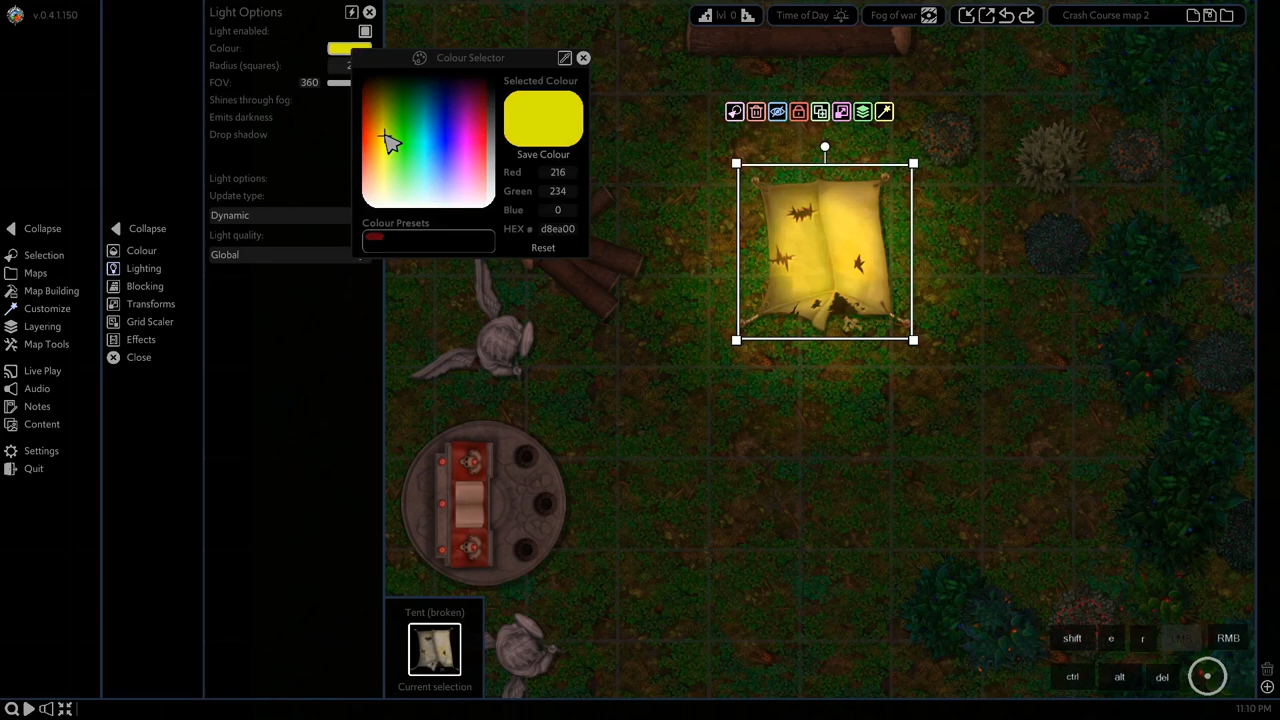 v.0.4.1.150
Light Options
Light enabled:
Colour:
Radius (squares):
FOV: 360
Shines through fog:
Emits darkness
Drop shadow
Light options:
Update type:
Dynamic
Light quality:
Global
Colour Selector
Selected Colour
Save Colour
Red 216
Green 234
Blue 0
HEX # d8ea00
Reset
Colour Presets
lvl 0
Time of Day
Fog of war
Crash Course map 2
Collapse
Selection
Maps
Map Building
Customize
Layering
Map Tools
Live Play
Audio
Notes
Content
Settings
Quit
Collapse
Colour
Lighting
Blocking
Transforms
Grid Scaler
Effects
Close
Tent (broken)
Current selection
shift e r RMB
ctrl alt del
11:10 PM